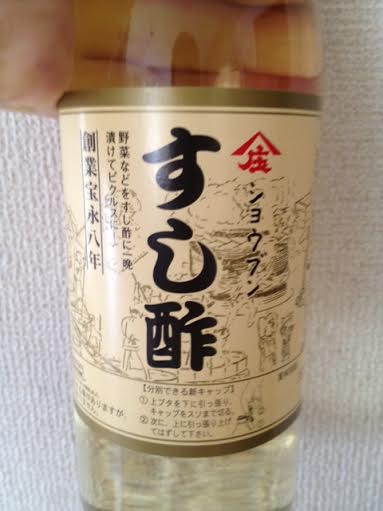 庄
ショウブン
すし酢
野菜などをすし酢に一晩
漬けてピクルスに
創業宝永八年
【分別できる新キャップ】
①上ブタを下に引っ張り、
キャップをスソまで切る。
②次に、上に引っ張り上げ
てはずして下さい。